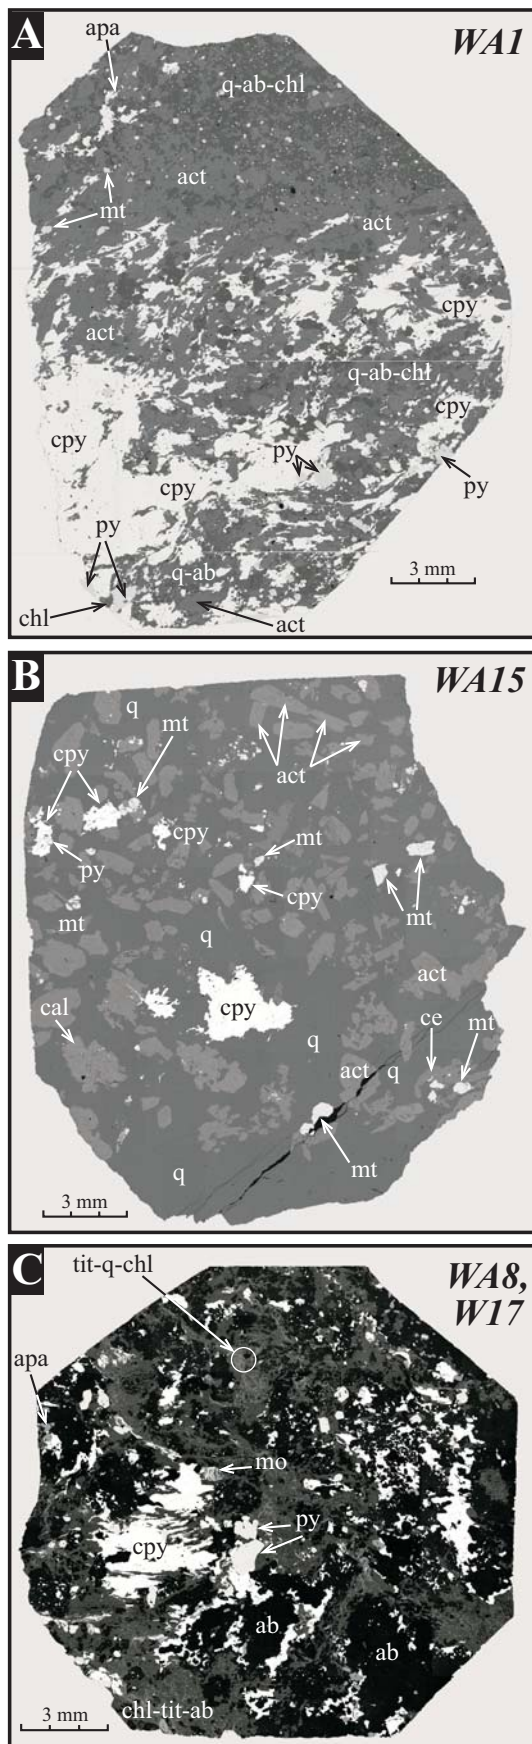 A
WA1
apa
q-ab-chl
act
mt
act
cpy
act
q-ab-chl
cpy
cpy
py
cpy
py
py
q-ab
3 mm
chl
act
B
WA15
q
mt
cpy
act
cpy
mt
py
cpy
mt
mt
q
act
cal
cpy
ce
mt
q
act
q
mt
q
3 mm
C
WA8,
W17
tit-q-chl
apa
mo
py
cpy
ab
ab
3 mm
chl-tit-ab